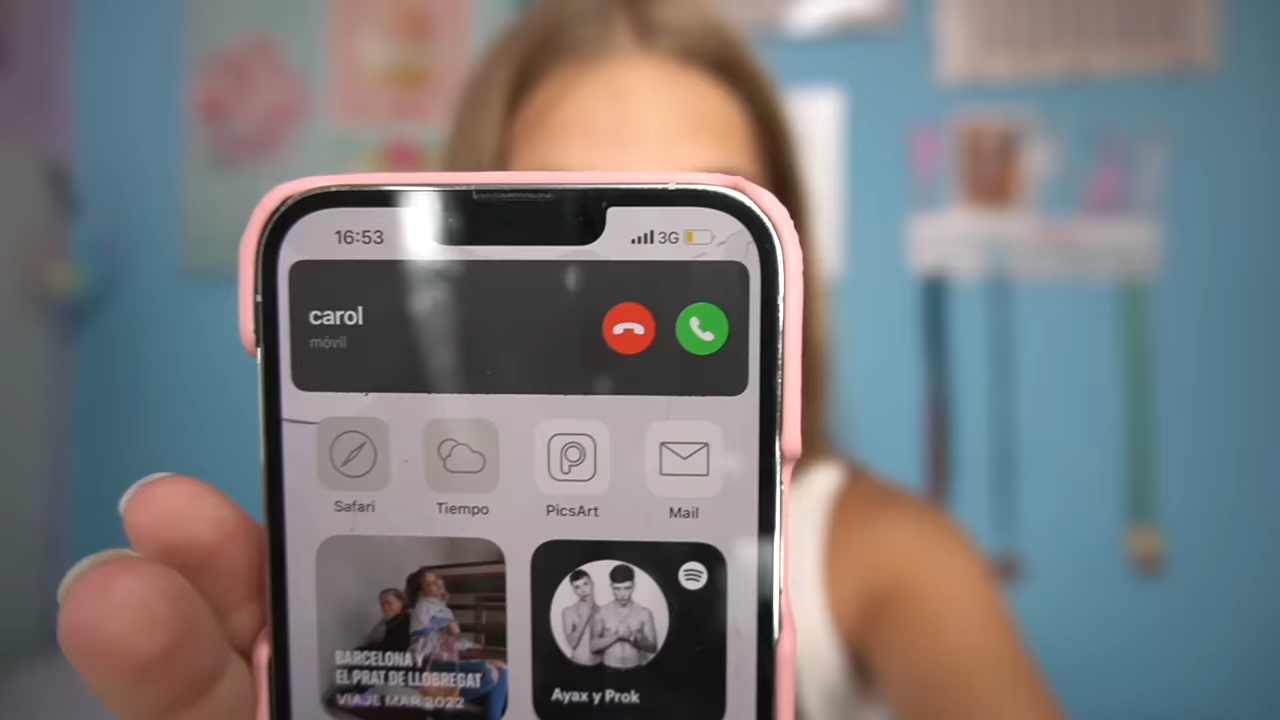 16:53
3G
carol
móvil
Safari
Tiempo
PicsArt
Mail
BARCELONA Y
EL PRAT DE LLOBREGAT
VIAJE MAR 2022
Ayax y Prok